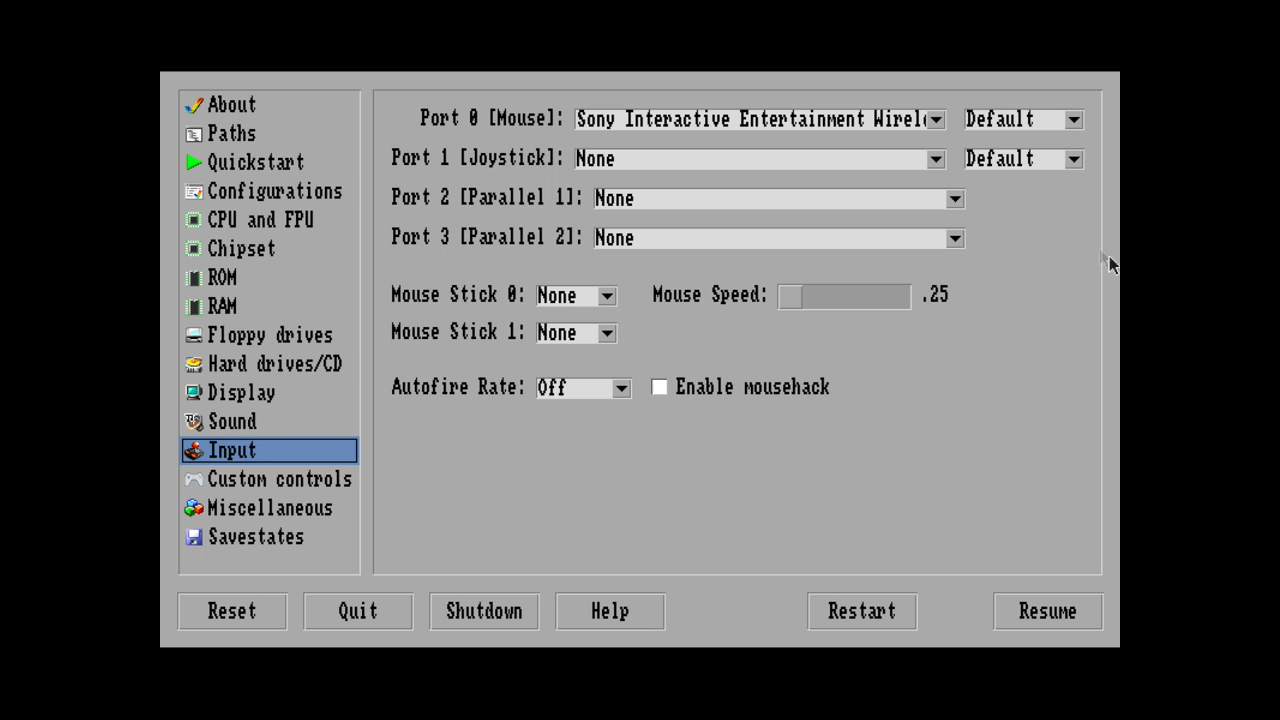 About
Paths
Quickstart
Configurations
CPU and FPU
Chipset
ROM
RAM
Floppy drives
Hard drives/CD
Display
Sound
Input
Custom controls
Miscellaneous
Savestates
Port 0 [Mouse]: Sony Interactive Entertainment Wirel Default
Port 1 [Joystick]: None Default
Port 2 [Parallel 1]: None
Port 3 [Parallel 2]: None
Mouse Stick 0: None Mouse Speed: .25
Mouse Stick 1: None
Autofire Rate: Off Enable mousehack
Reset Quit Shutdown Help Restart Resume